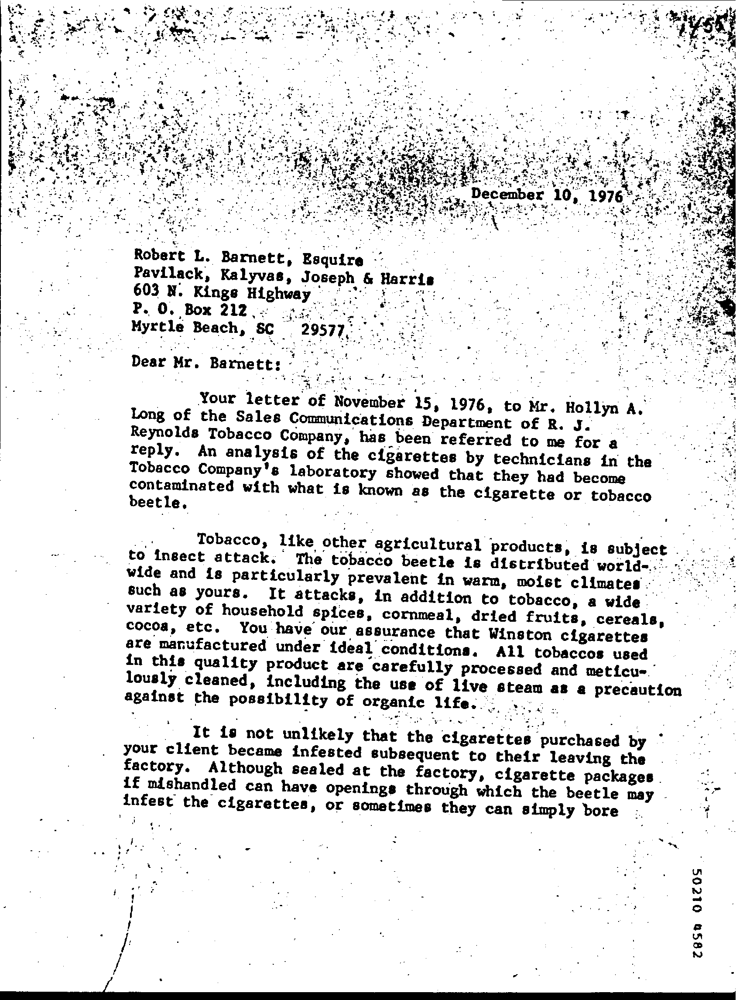 December 10, 1976
Robert L. Barnett, Esquire
Pavilack, Kalyvas, Joseph & Harris
603 N. Kings Highway
P. O. Box 212
Myrtle Beach, SC 29577
Dear Mr. Barnett:
Your letter of November 15, 1976, to Mr. Hollyn A.
Long of the Sales Communications Department of R. J.
Reynolds Tobacco Company, has been referred to me for a
reply. An analysis of the cigarettes by technicians in the
Tobacco Company's laboratory showed that they had become
contaminated with what is known as the cigarette or tobacco
beetle.
Tobacco, like other agricultural products, is subject
to insect attack. The tobacco beetle is distributed world-
wide and is particularly prevalent in warm, moist climates
such as yours. It attacks, in addition to tobacco, a wide
variety of household spices, cornmeal, dried fruits, cereals,
cocoa, etc. You have our assurance that Winston cigarettes
are manufactured under ideal conditions. All tobaccos used
in this quality product are carefully processed and meticu-
lously cleaned, including the use of live steam as a precaution
against the possibility of organic life.
It is not unlikely that the cigarettes purchased by
your client became infested subsequent to their leaving the
factory. Although sealed at the factory, cigarette packages
if mishandled can have openings through which the beetle may
infest the cigarettes, or sometimes they can simply bore
50210 4582